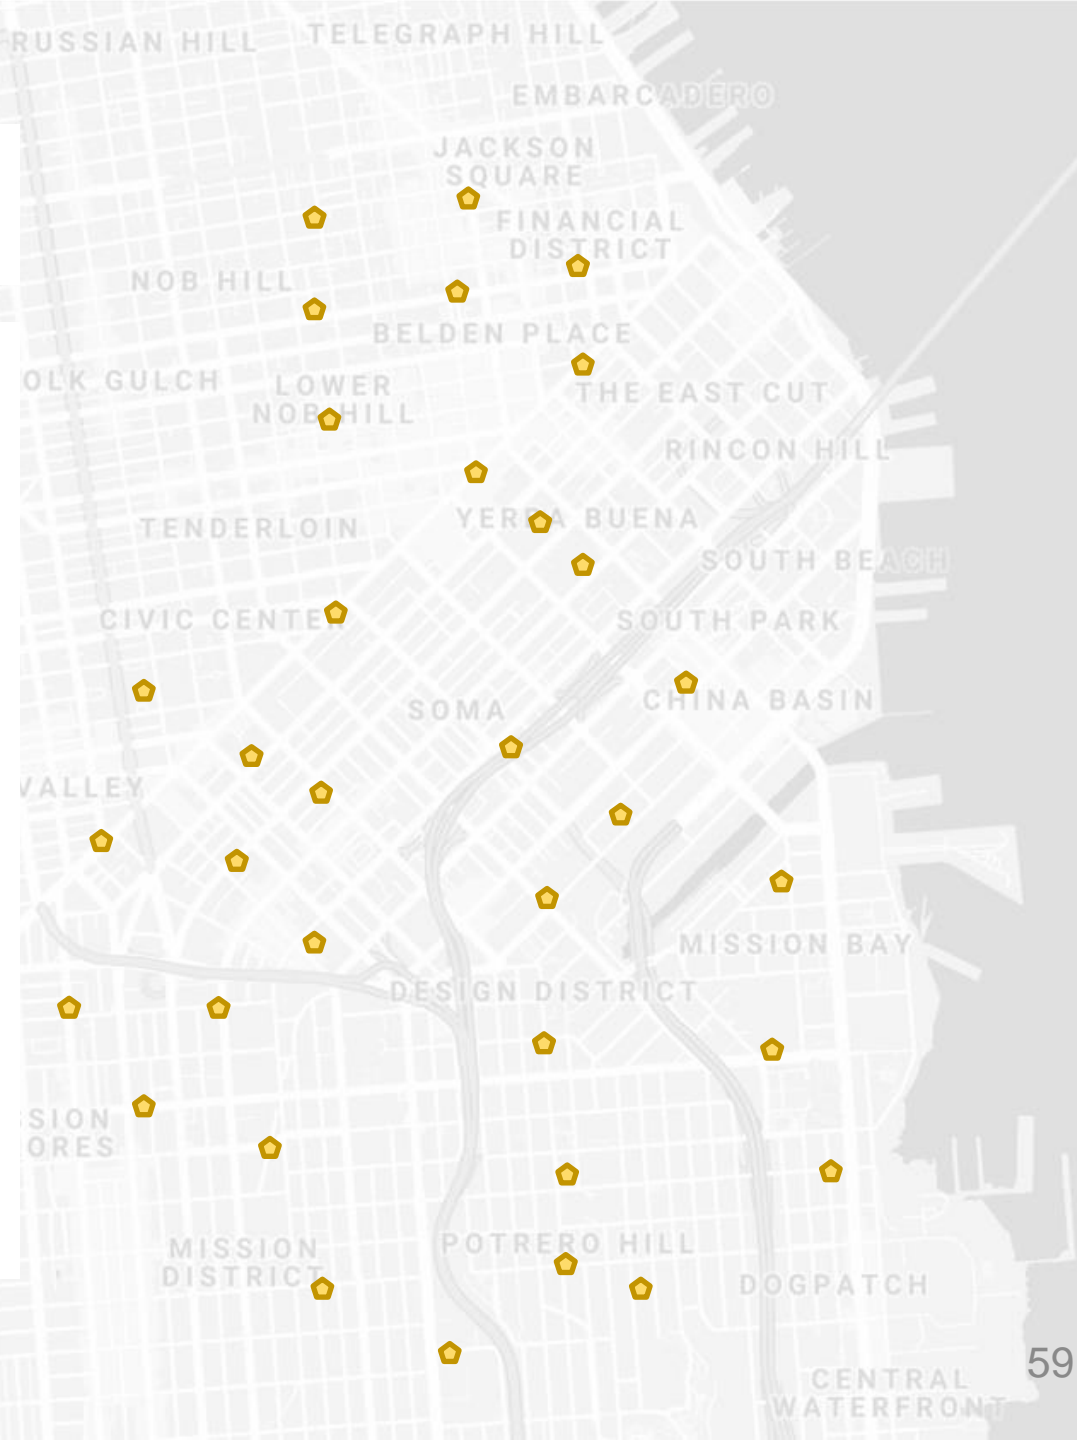 RUSSIAN HILL
TELEGRAPH HILL
EMBARCADERO
JACKSON
SQUARE
FINANCIAL
DISTRICT
NOB HILL
BELDEN PLACE
OLK GULCH
LOWER
NOB HILL
THE EAST CUT
RINCON HILL
YERBA BUENA
TENDERLOIN
SOUTH BEACH
CIVIC CENTER
SOUTH PARK
CHINA BASIN
SOMA
VALLEY
MISSION BAY
DESIGN DISTRICT
SION
ORES
MISSION
DISTRICT
POTRERO HILL
DOGPATCH
59
CENTRAL
WATERFRONT